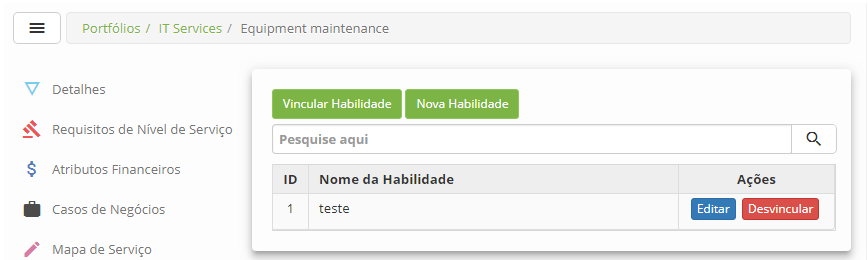 Portfólios / IT Services / Equipment maintenance
Detalhes
Requisitos de Nível de Serviço
Atributos Financeiros
Casos de Negócios
Mapa de Serviço
Vincular Habilidade Nova Habilidade
Pesquise aqui
ID Nome da Habilidade Ações
1 teste Editar Desvincular